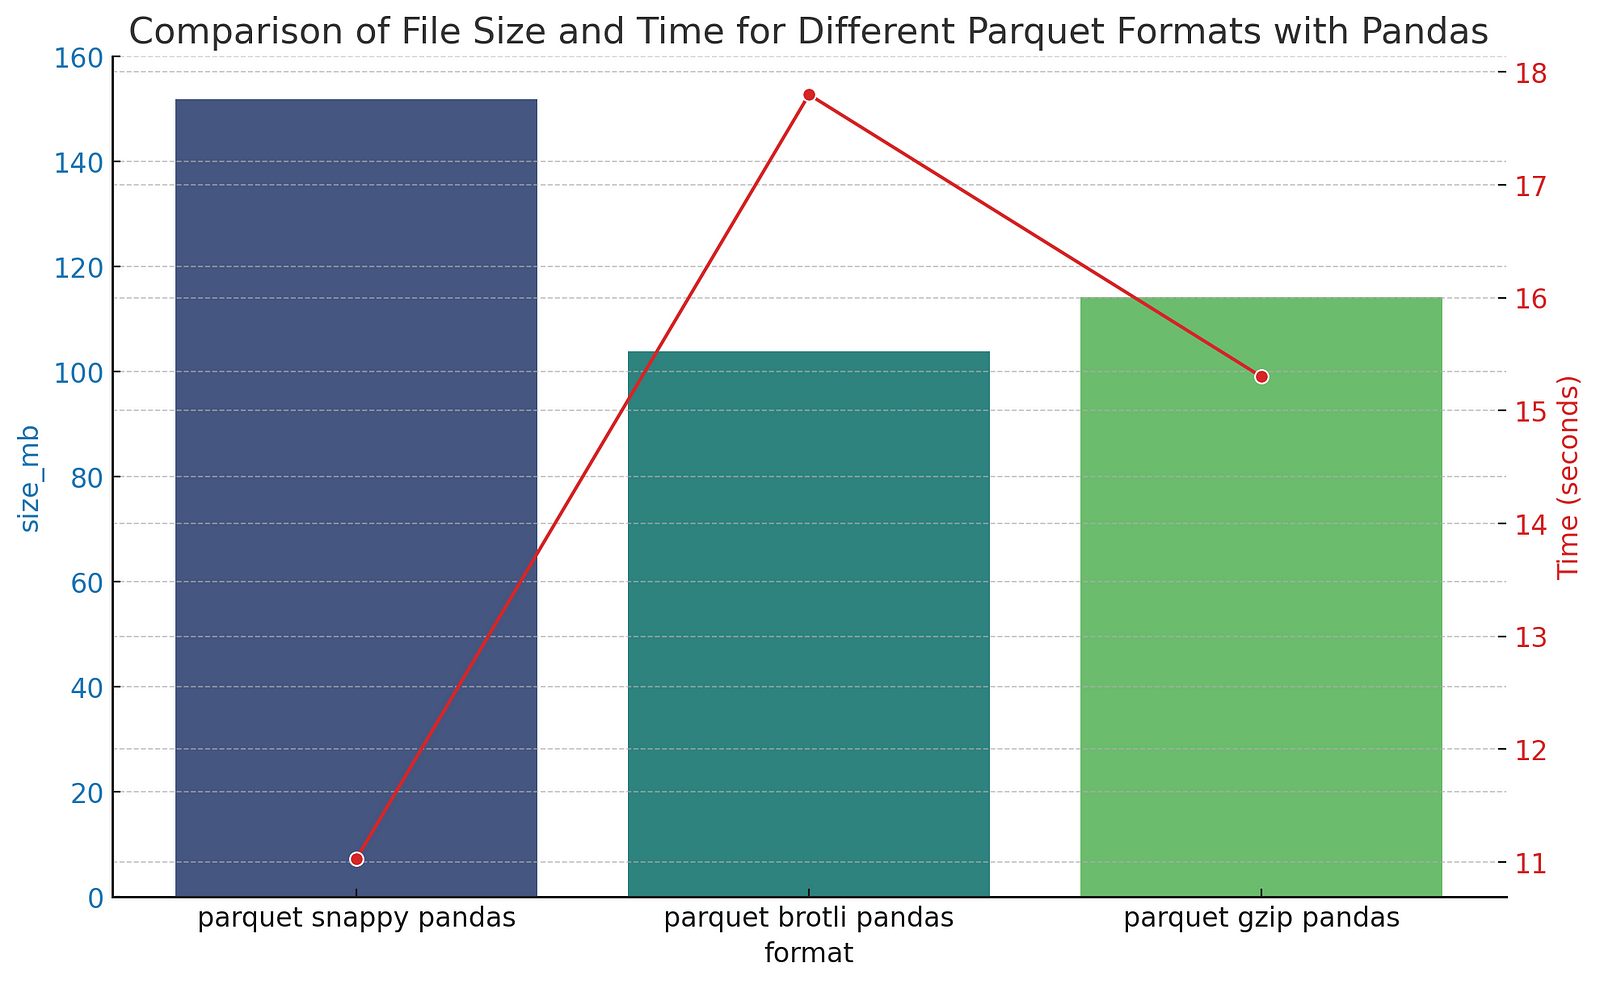 Comparison of File Size and Time for Different Parquet Formats with Pandas
160
140
120
100
80
60
40
20
0
size_mb
18
17
16
15
14
13
12
11
Time (seconds)
parquet snappy pandas
parquet brotli pandas
parquet gzip pandas
format